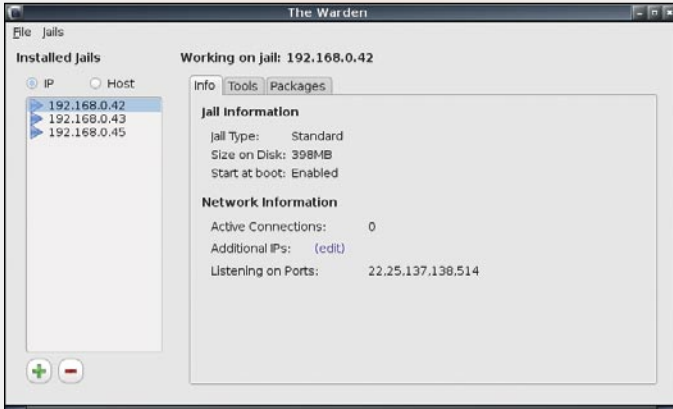 The Warden
File Jails
Installed Jails
IP Host
192.168.0.42
192.168.0.43
192.168.0.45
Working on jail: 192.168.0.42
Info Tools Packages
Jail Information
Jail Type: Standard
Size on Disk: 398MB
Start at boot: Enabled
Network Information
Active Connections: 0
Additional IPs: (edit)
Listening on Ports: 22,25,137,138,514